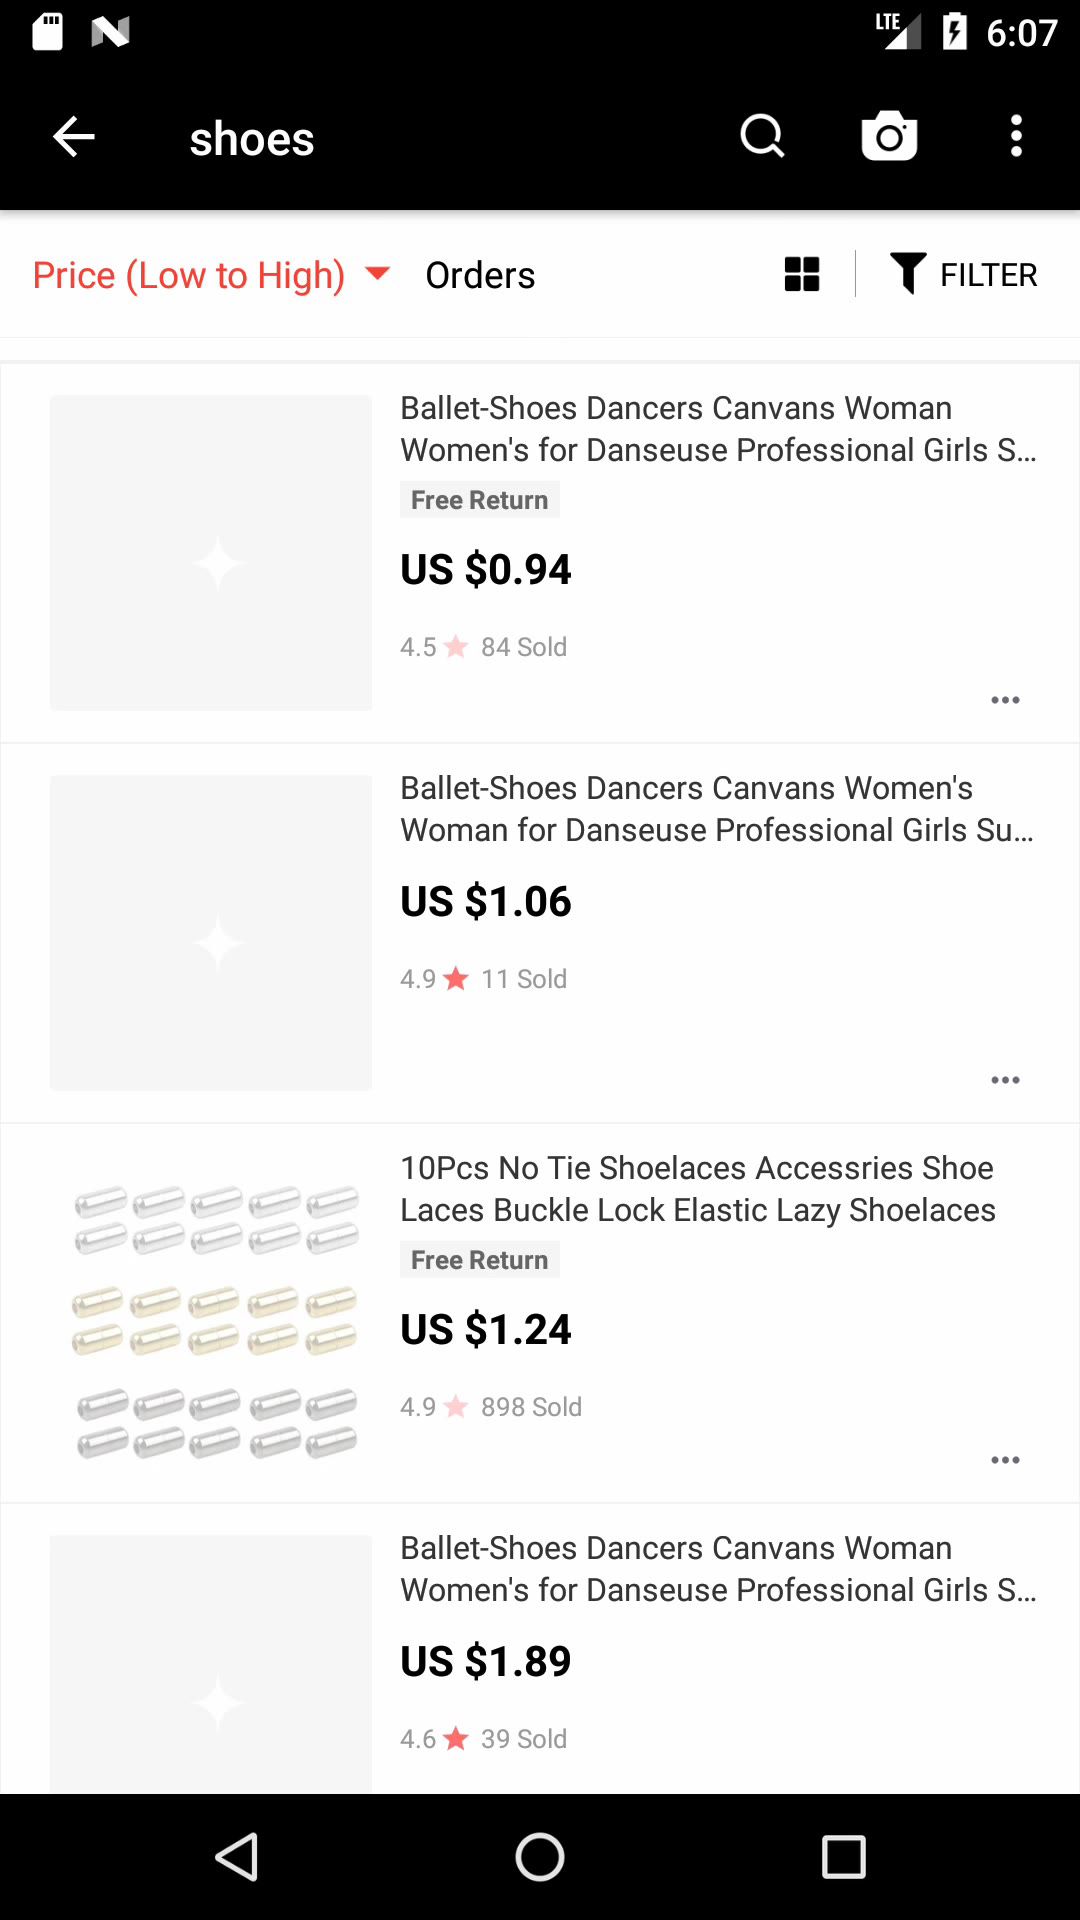 LTE 6:07
shoes
Price (Low to High) Orders FILTER
Ballet-Shoes Dancers Canvans Woman
Women's for Danseuse Professional Girls S...
Free Return
US $0.94
4.5 84 Sold
Ballet-Shoes Dancers Canvans Women's
Woman for Danseuse Professional Girls Su...
US $1.06
4.9 11 Sold
10Pcs No Tie Shoelaces Accessries Shoe
Laces Buckle Lock Elastic Lazy Shoelaces
Free Return
US $1.24
4.9 898 Sold
Ballet-Shoes Dancers Canvans Woman
Women's for Danseuse Professional Girls S...
US $1.89
4.6 39 Sold